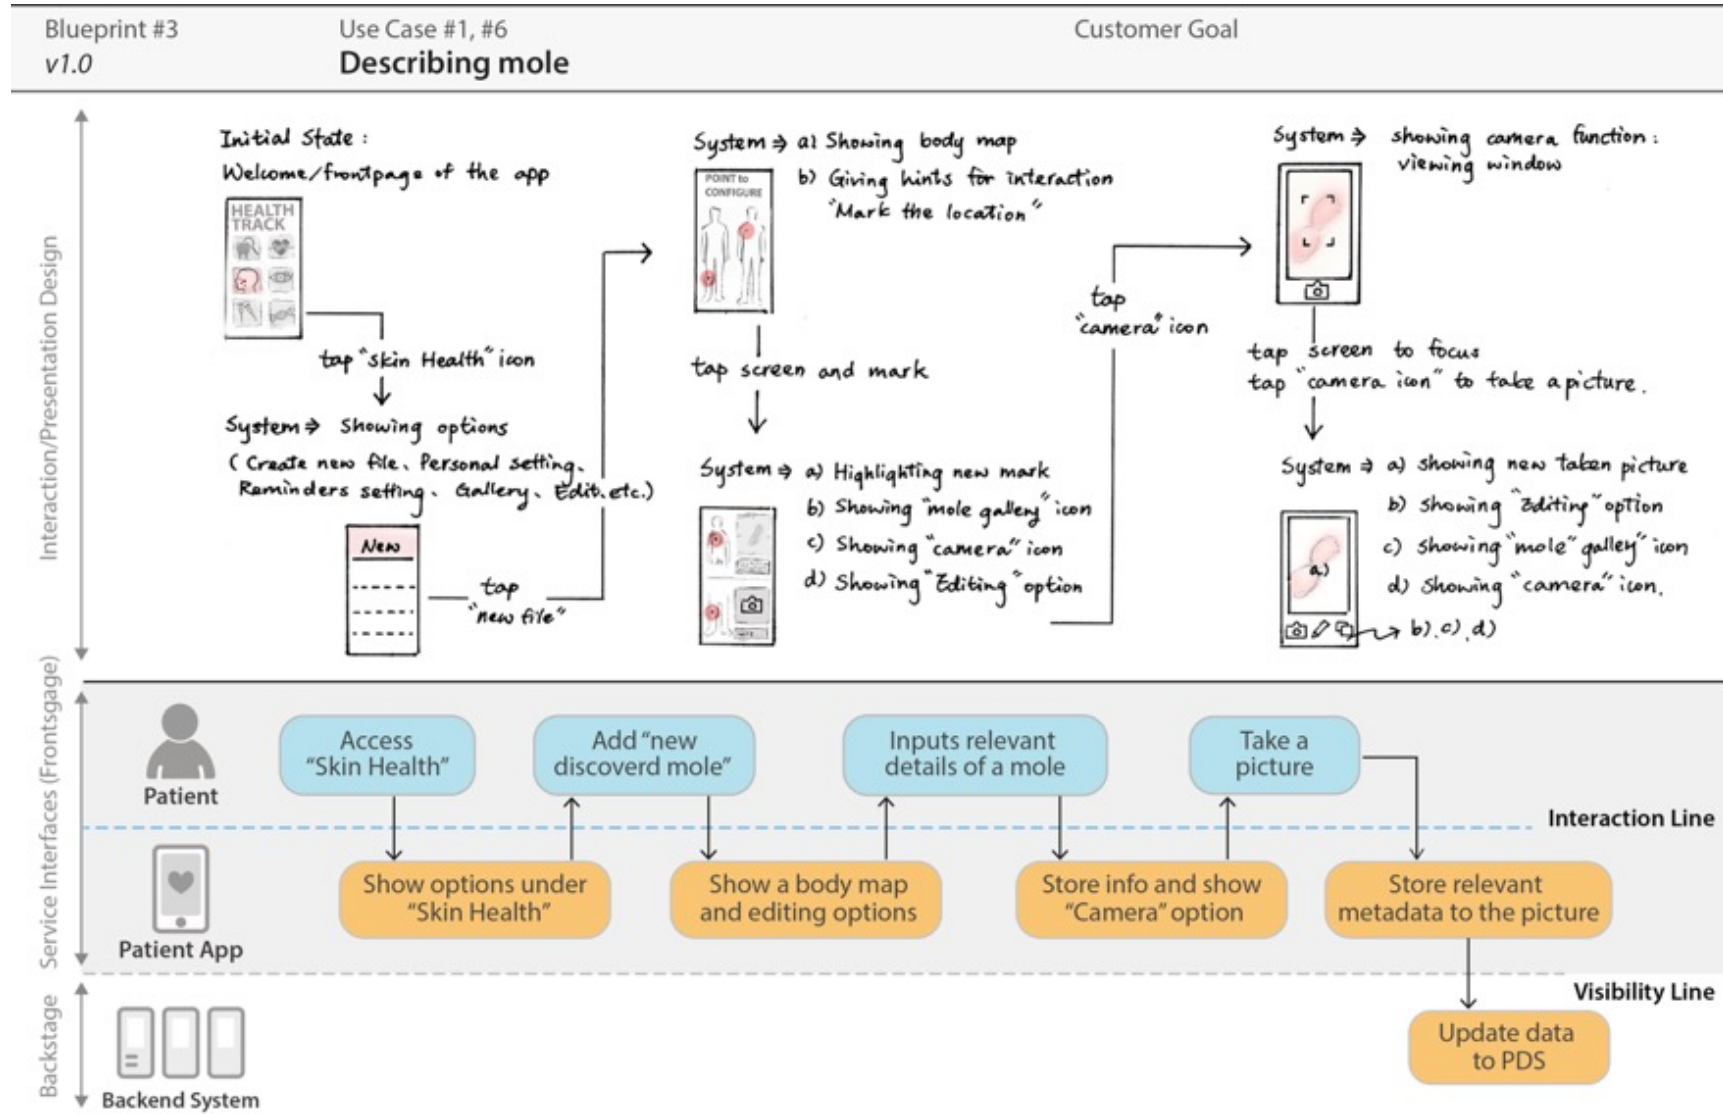 Blueprint #3
v1.0
Use Case #1, #6
Describing mole
Customer Goal
Interaction/Presentation Design
Initial State :
Welcome/frontpage of the app
HEALTH
TRACK
tap "skin Health" icon
System ⇒ Showing options
( Create new file、Personal setting、
Reminders setting、Gallery、Edit.etc.)
New
tap
"new file"
System ⇒ a) Showing body map
b) Giving hints for interaction
"Mark the location"
POINT to
CONFIGURE
tap screen and mark
System ⇒ a) Highlighting new mark
b) Showing "mole gallery" icon
c) Showing "camera" icon
d) Showing "Editing" option
tap
"camera" icon
System ⇒ showing camera function :
viewing window
tap screen to focus
tap "camera icon" to take a picture.
System ⇒ a) showing new taken picture
b) Showing "Editing" option
c) Showing "mole" galley" icon
d) Showing "camera" icon.
a)
b).c).d)
Service Interfaces (Frontsgage)
Patient
Access
"Skin Health"
Add "new
discoverd mole"
Inputs relevant
details of a mole
Take a
picture
Interaction Line
Patient App
Show options under
"Skin Health"
Show a body map
and editing options
Store info and show
"Camera" option
Store relevant
metadata to the picture
Visibility Line
Backstage
Backend System
Update data
to PDS